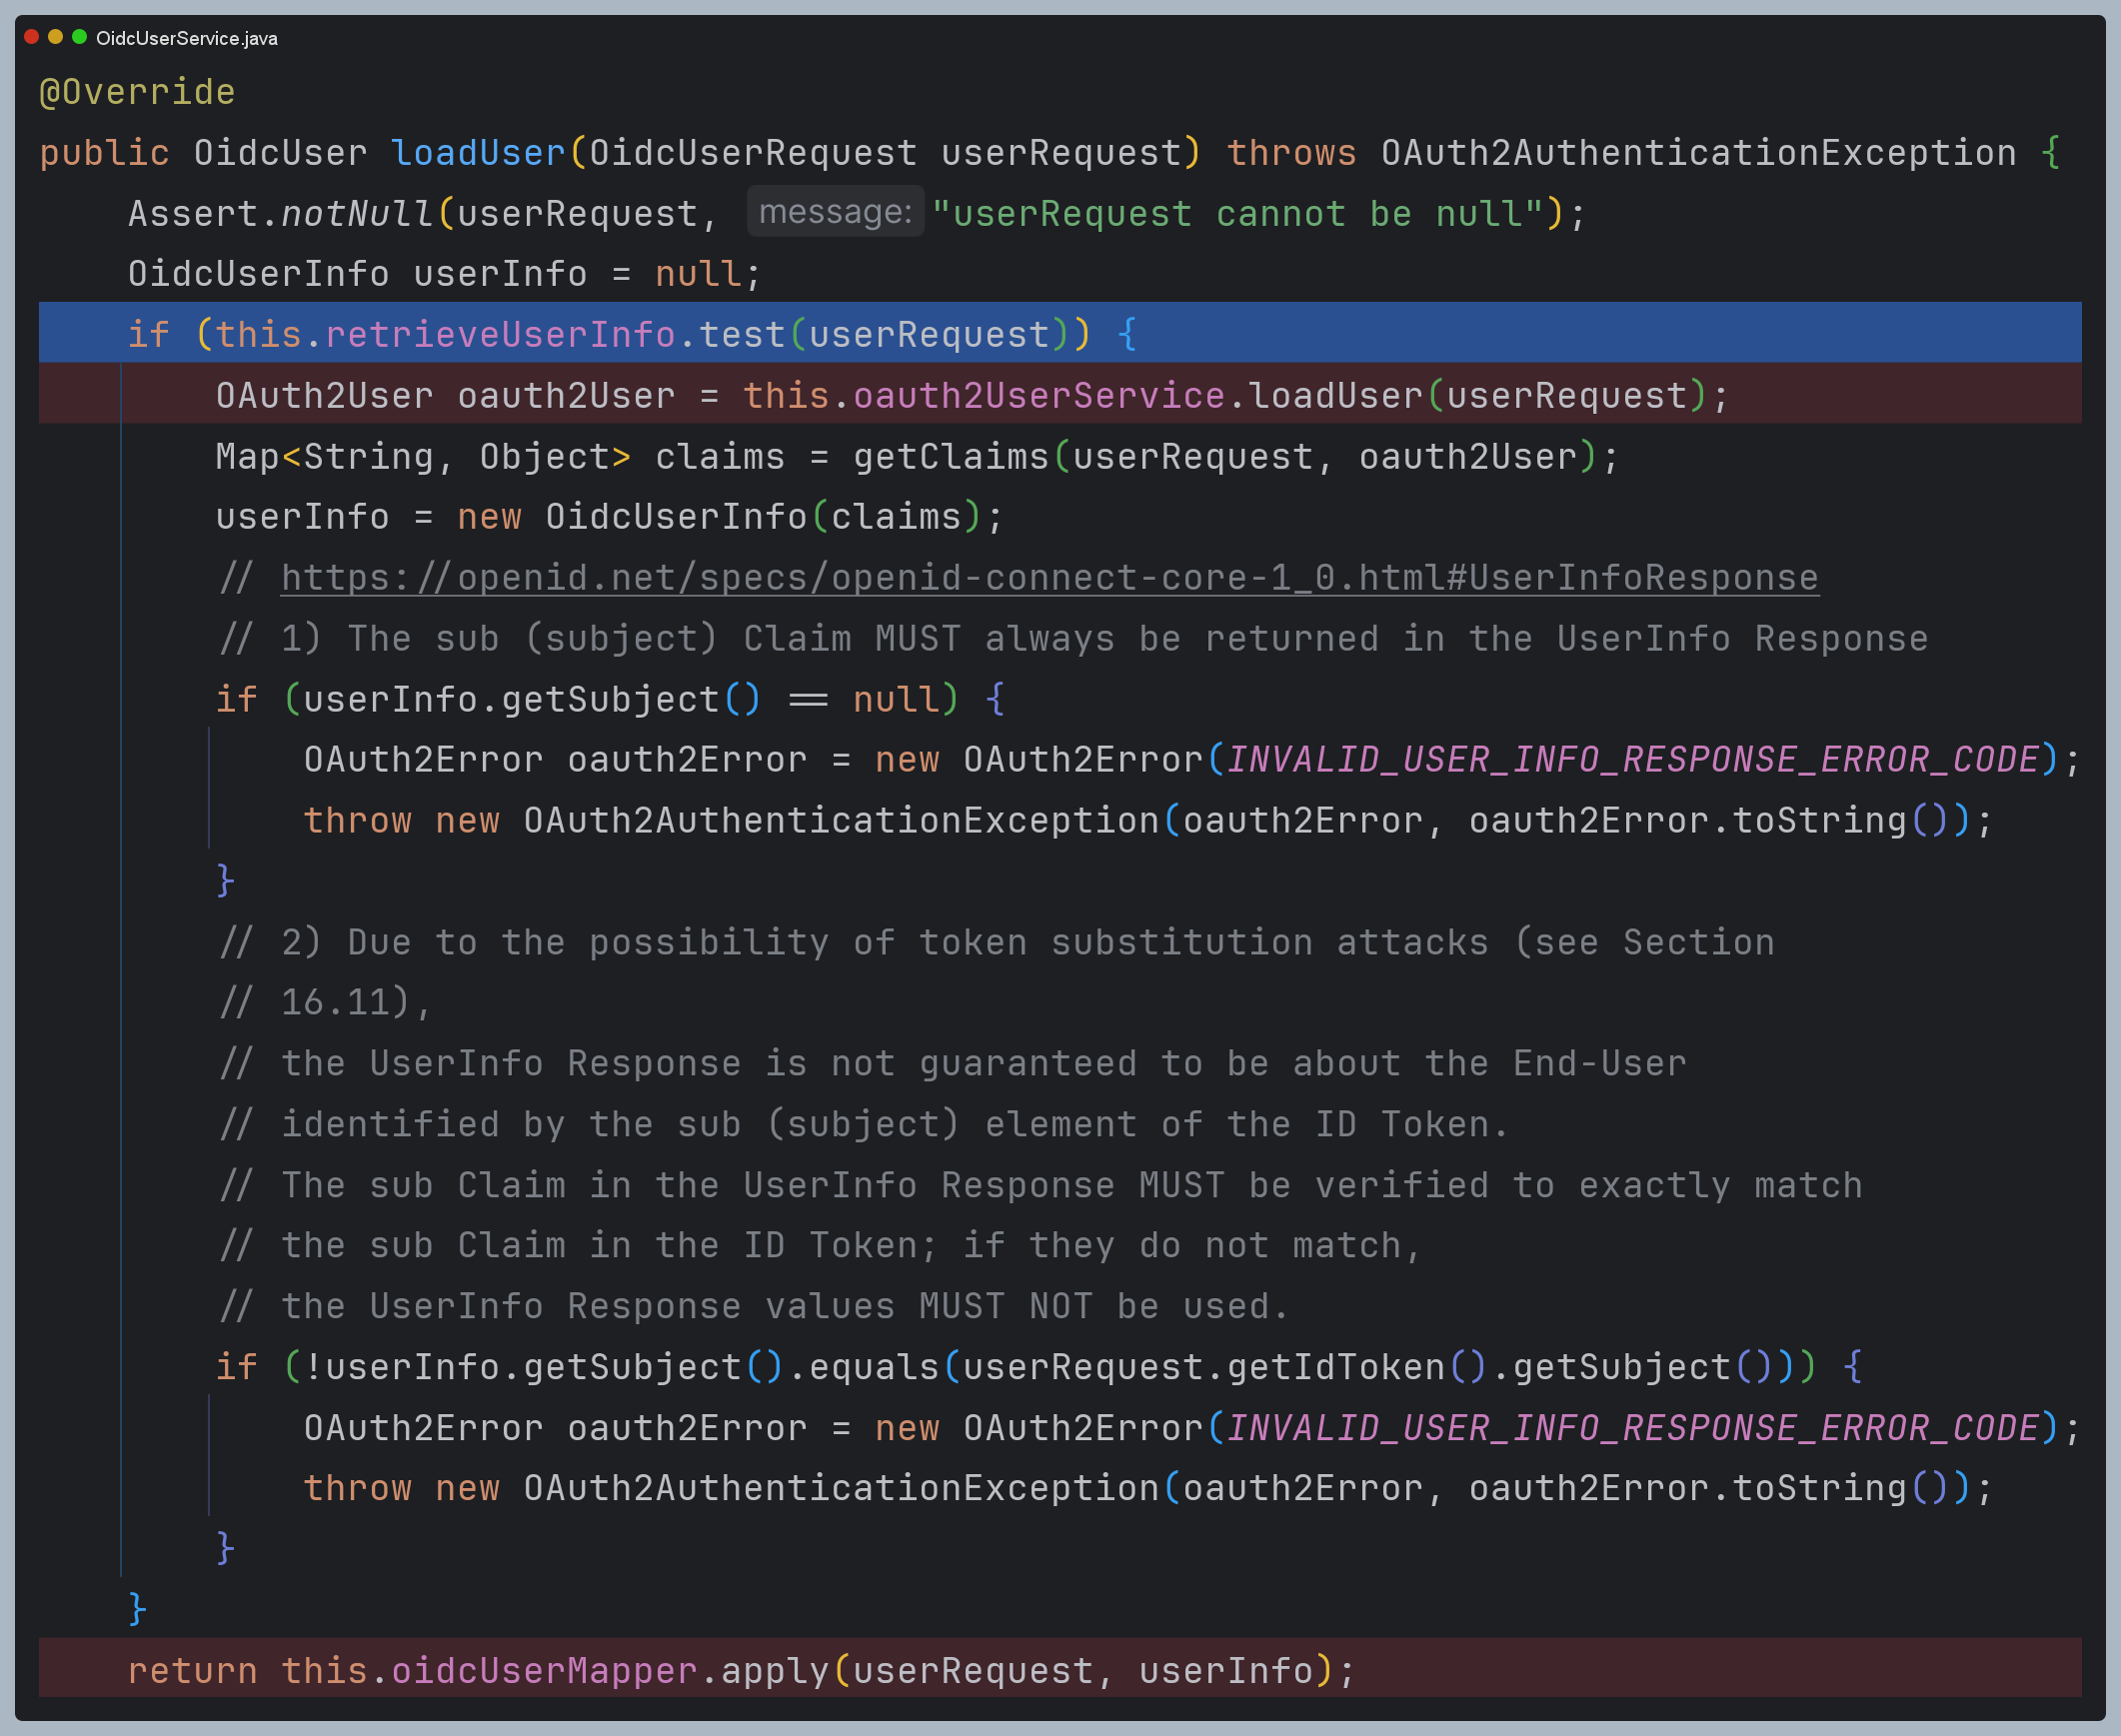 OidcUserService.java
@Override
public OidcUser loadUser(OidcUserRequest userRequest) throws OAuth2AuthenticationException {
    Assert.notNull(userRequest, message: "userRequest cannot be null");
    OidcUserInfo userInfo = null;
    if (this.retrieveUserInfo.test(userRequest)) {
        OAuth2User oauth2User = this.oauth2UserService.loadUser(userRequest);
        Map<String, Object> claims = getClaims(userRequest, oauth2User);
        userInfo = new OidcUserInfo(claims);
        // https://openid.net/specs/openid-connect-core-1_0.html#UserInfoResponse
        // 1) The sub (subject) Claim MUST always be returned in the UserInfo Response
        if (userInfo.getSubject() == null) {
            OAuth2Error oauth2Error = new OAuth2Error(INVALID_USER_INFO_RESPONSE_ERROR_CODE);
            throw new OAuth2AuthenticationException(oauth2Error, oauth2Error.toString());
        }
        // 2) Due to the possibility of token substitution attacks (see Section
        // 16.11),
        // the UserInfo Response is not guaranteed to be about the End-User
        // identified by the sub (subject) element of the ID Token.
        // The sub Claim in the UserInfo Response MUST be verified to exactly match
        // the sub Claim in the ID Token; if they do not match,
        // the UserInfo Response values MUST NOT be used.
        if (!userInfo.getSubject().equals(userRequest.getIdToken().getSubject())) {
            OAuth2Error oauth2Error = new OAuth2Error(INVALID_USER_INFO_RESPONSE_ERROR_CODE);
            throw new OAuth2AuthenticationException(oauth2Error, oauth2Error.toString());
        }
    }
    return this.oidcUserMapper.apply(userRequest, userInfo);